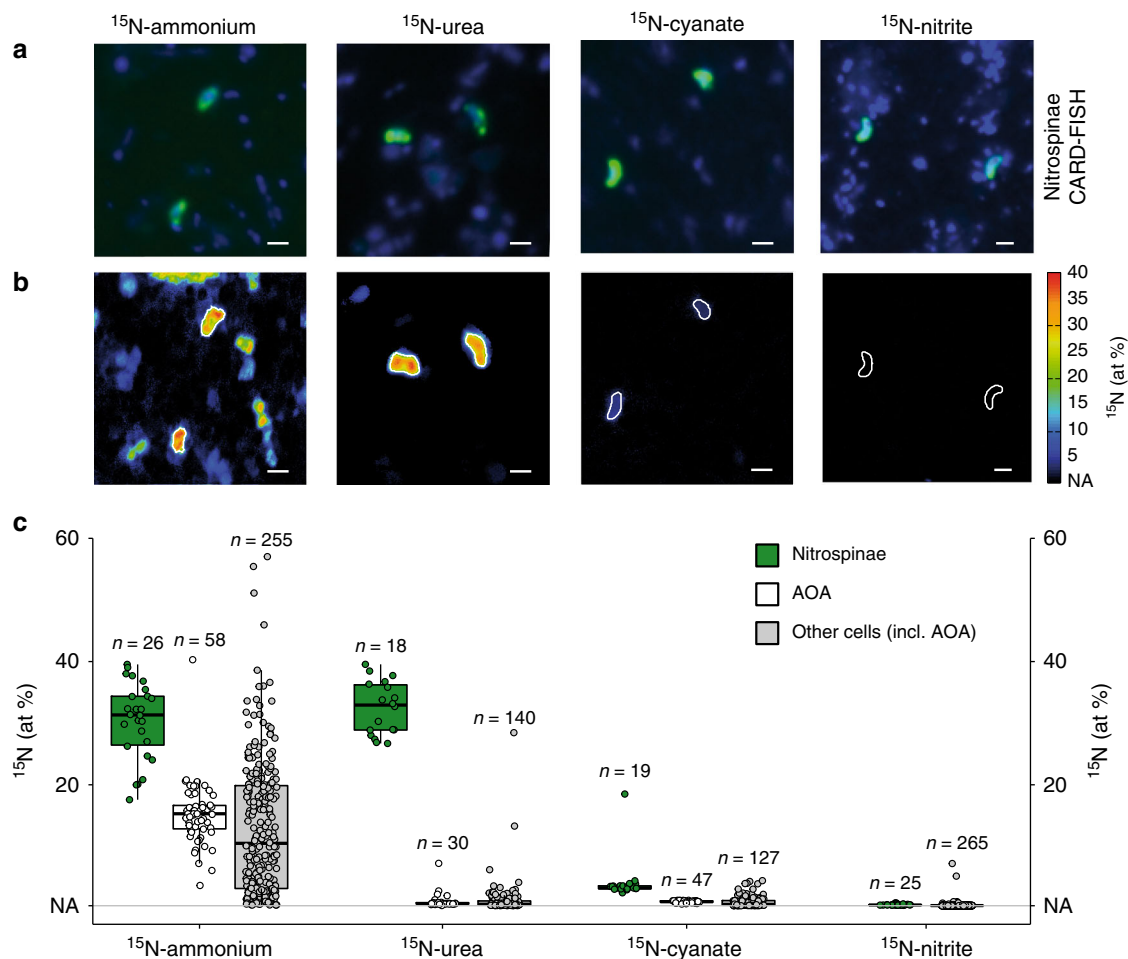 ¹⁵N-ammonium
¹⁵N-urea
¹⁵N-cyanate
¹⁵N-nitrite
a
Nitrospinae
CARD-FISH
b
40
35
30
25
20
15
10
5
NA
¹⁵N (at %)
c
60
40
20
NA
¹⁵N (at %)
n = 26
n = 58
n = 255
n = 18
n = 30
n = 140
n = 19
n = 47
n = 127
n = 25
n = 265
Nitrospinae
AOA
Other cells (incl. AOA)
60
40
20
NA
¹⁵N (at %)
¹⁵N-ammonium
¹⁵N-urea
¹⁵N-cyanate
¹⁵N-nitrite